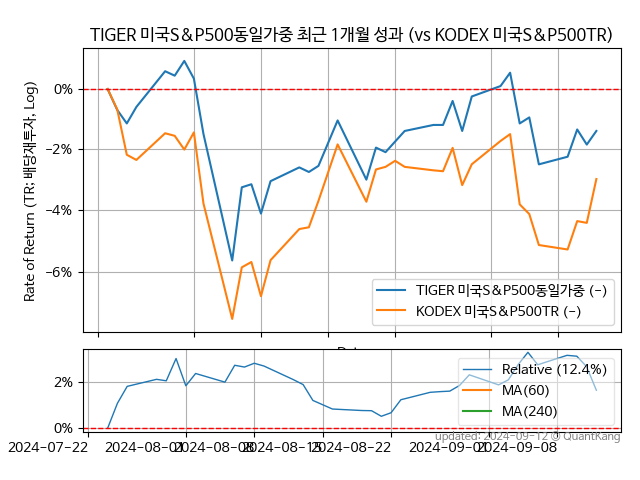 TIGER 미국S&P500동일가중 최근 1개월 성과 (vs KODEX 미국S&P500TR)
Rate of Return (TR: 배당재투자, Log)
0%
−2%
−4%
−6%
TIGER 미국S&P500동일가중 (-)
KODEX 미국S&P500TR (-)
2%
0%
Relative (12.4%)
MA(60)
MA(240)
updated: 2024-09-12 @ QuantKang
2024-07-22
2024-08-01
2024-08-08
2024-08-15
2024-08-22
2024-09-01
2024-09-08